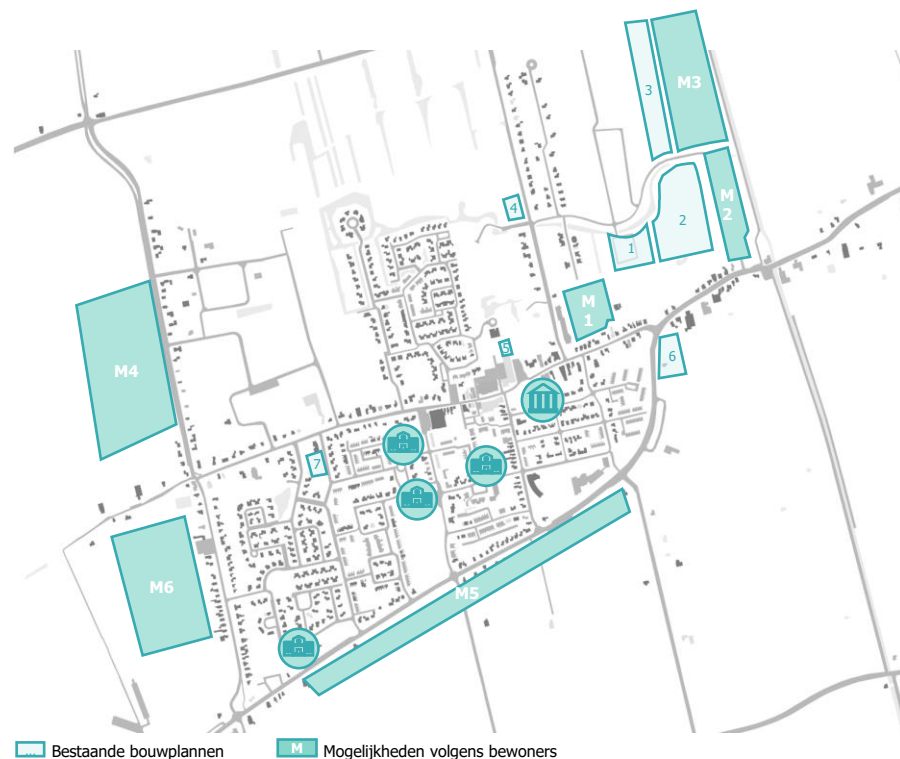 M3
3
M
2
4
2
1
M
1
5
6
M4
7
M6
M5
... Bestaande bouwplannen
M Mogelijkheden volgens bewoners